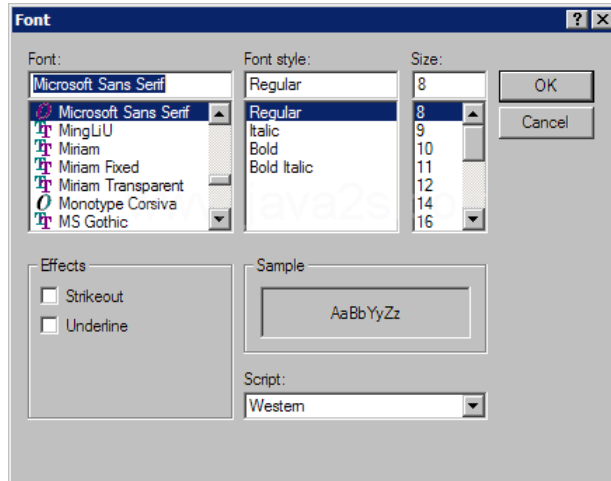 Font
Font:
Font style:
Size:
Microsoft Sans Serif
Regular
8
OK
Cancel
Microsoft Sans Serif
MingLiU
Miriam
Miriam Fixed
Miriam Transparent
Monotype Corsiva
MS Gothic
Regular
Italic
Bold
Bold Italic
8
9
10
11
12
14
16
Effects
Strikeout
Underline
Sample
AaBbYyZz
Script:
Western